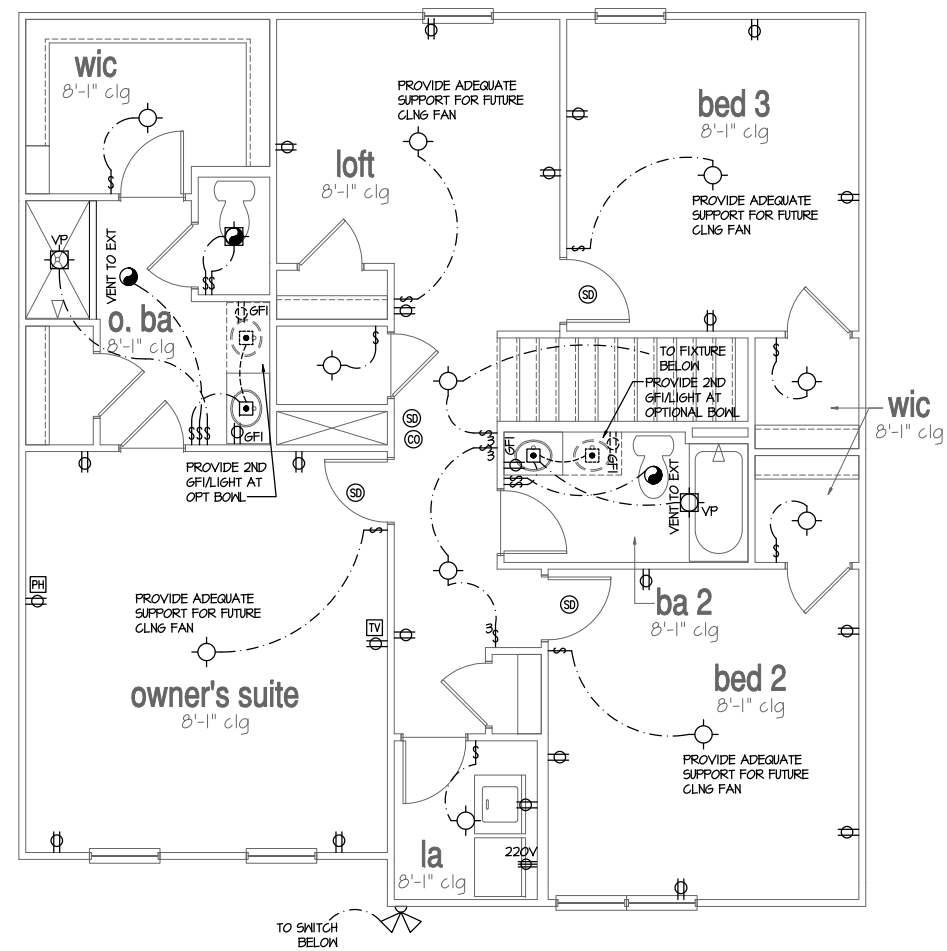 wic
8'-1" clg
PROVIDE ADEQUATE
SUPPORT FOR FUTURE
CLNG FAN
loft
8'-1" clg
bed 3
8'-1" clg
PROVIDE ADEQUATE
SUPPORT FOR FUTURE
CLNG FAN
VP
VENT TO EXT
$
$$
o. ba
8'-1" clg
GFI
$
SD
$
$
TO FIXTURE
BELOW
PROVIDE 2ND
GFI/LIGHT AT
OPTIONAL BOWL
$
wic
8'-1" clg
SD
CO
$$$
GFI
$
3
$
3
GFI
GFI
$$
VENT TO EXT
VP
PROVIDE 2ND
GFI/LIGHT AT
OPT BOWL
SD
$
$
PH
PROVIDE ADEQUATE
SUPPORT FOR FUTURE
CLNG FAN
TV
3
$
SD
$
ba 2
8'-1" clg
owner's suite
8'-1" clg
bed 2
8'-1" clg
PROVIDE ADEQUATE
SUPPORT FOR FUTURE
CLNG FAN
$
la
8'-1" clg
220V
TO SWITCH
BELOW